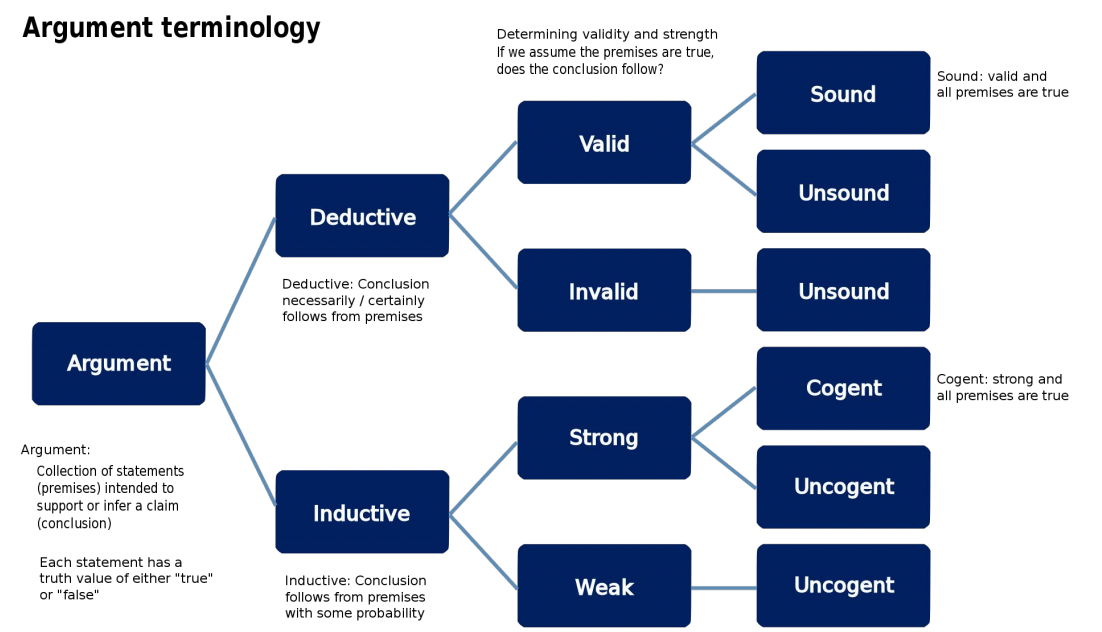 Argument terminology
Determining validity and strength
If we assume the premises are true,
does the conclusion follow?
Sound
Sound: valid and
all premises are true
Valid
Unsound
Deductive
Deductive: Conclusion
necessarily / certainly
follows from premises
Invalid
Unsound
Argument
Argument:
Collection of statements
(premises) intended to
support or infer a claim
(conclusion)
Each statement has a
truth value of either "true"
or "false"
Cogent
Cogent: strong and
all premises are true
Strong
Uncogent
Inductive
Inductive: Conclusion
follows from premises
with some probability
Weak
Uncogent